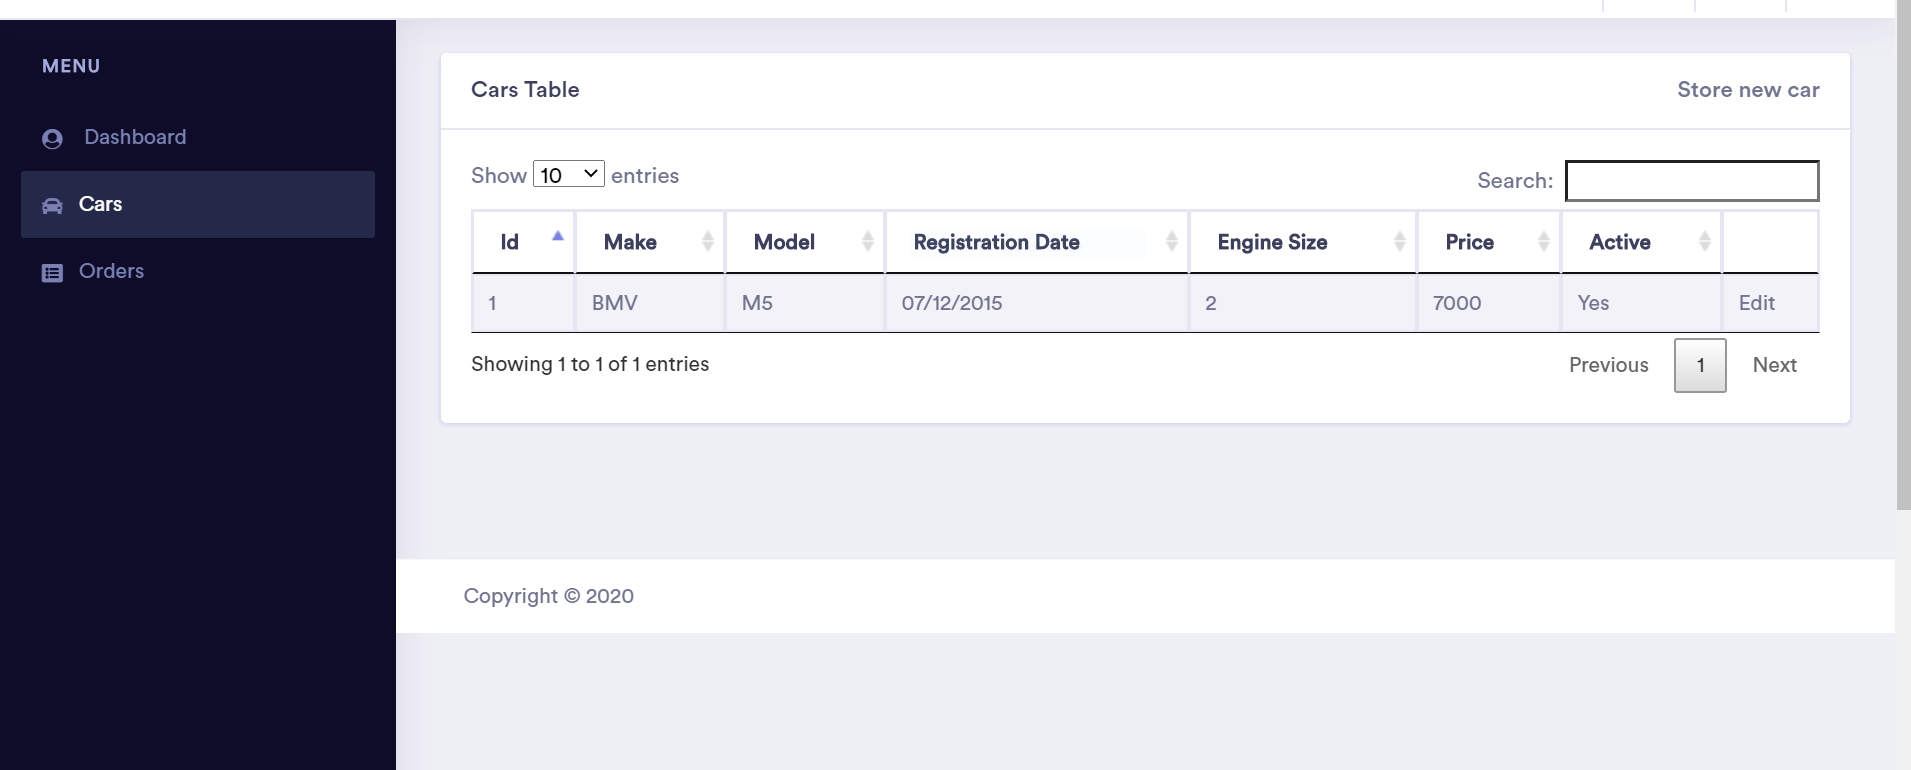 MENU
Dashboard
Cars
Orders
Cars Table
Store new car
Show 10 entries
Search:
Id Make Model Registration Date Engine Size Price Active
1 BMV M5 07/12/2015 2 7000 Yes Edit
Showing 1 to 1 of 1 entries
Previous 1 Next
Copyright © 2020